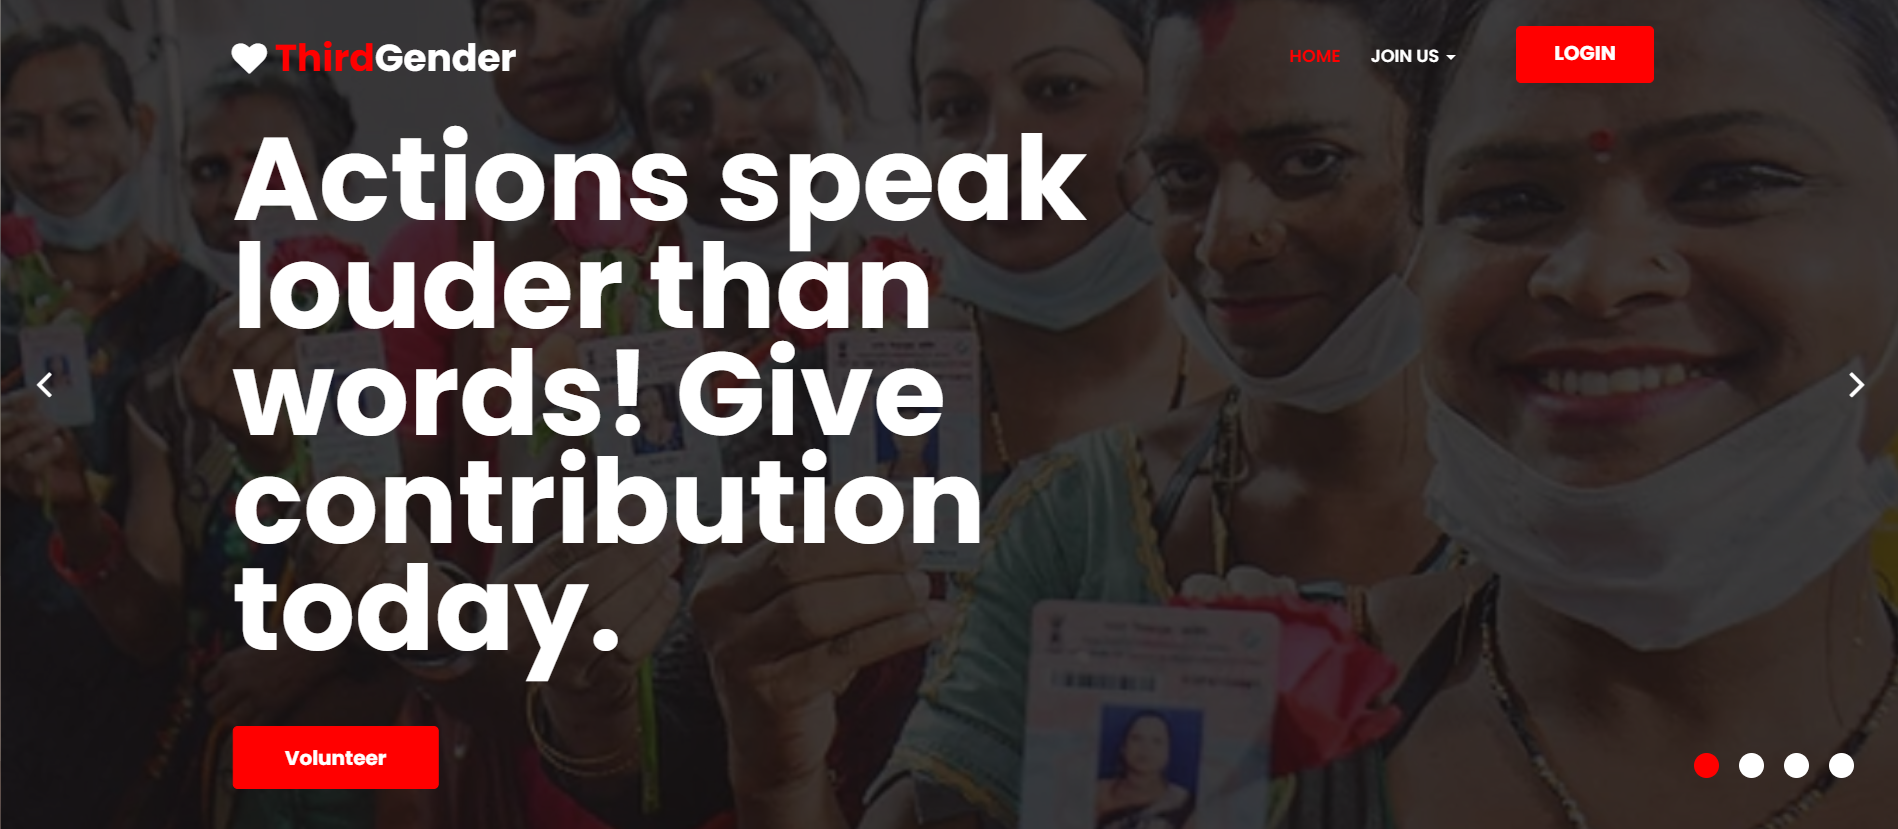 ThirdGender
HOME
JOIN US
LOGIN
Actions speak
louder than
words! Give
contribution
today.
Volunteer